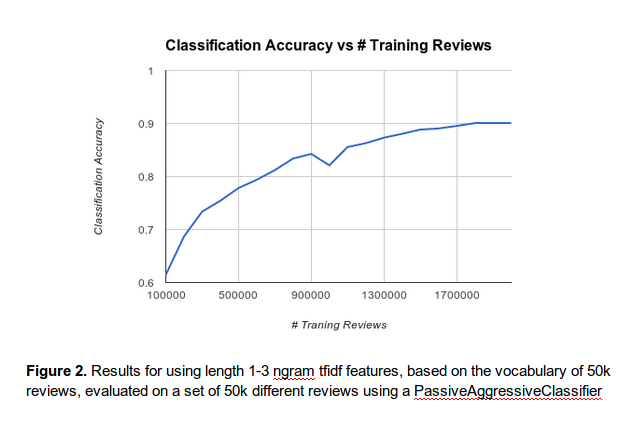 Classification Accuracy vs # Training Reviews
1
0.9
0.8
0.7
0.6
Classification Accuracy
100000 500000 900000 1300000 1700000
# Traning Reviews
Figure 2. Results for using length 1-3 ngram tfidf features, based on the vocabulary of 50k
reviews, evaluated on a set of 50k different reviews using a PassiveAggressiveClassifier